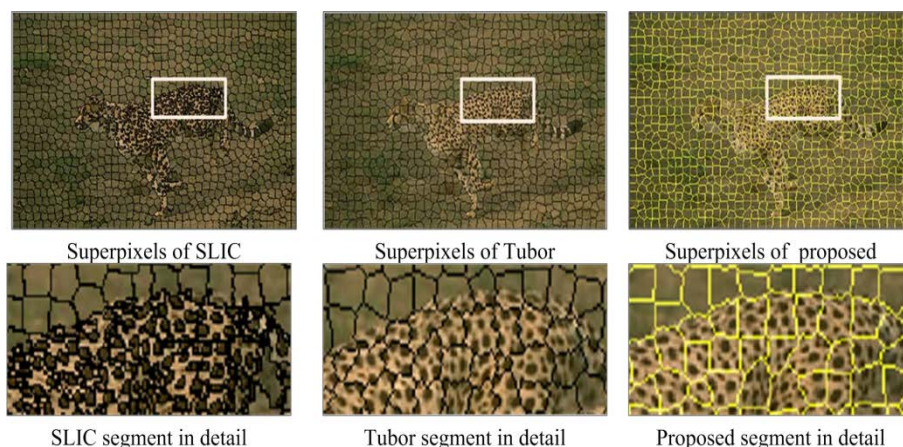 Superpixels of SLIC
Superpixels of Tubor
Superpixels of proposed
SLIC segment in detail
Tubor segment in detail
Proposed segment in detail